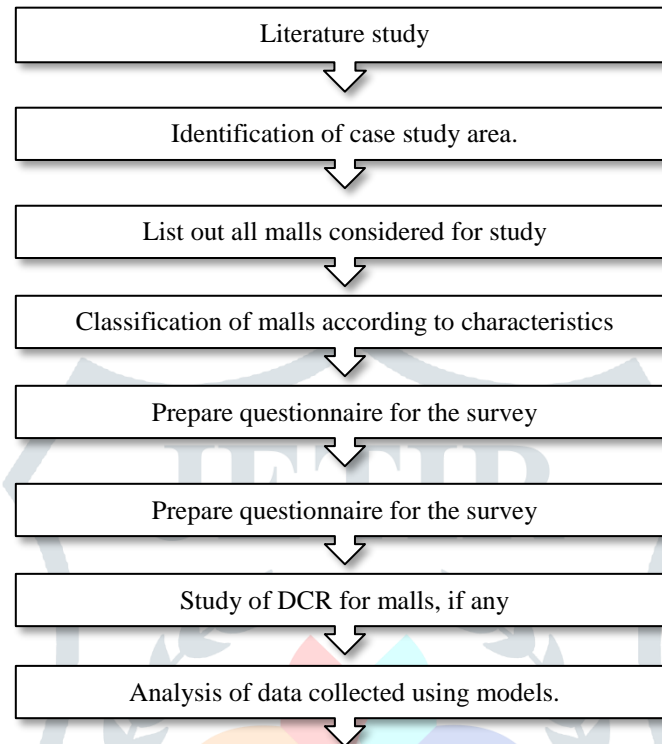 Literature study
Identification of case study area.
List out all malls considered for study
Classification of malls according to characteristics
Prepare questionnaire for the survey
JETIR
Prepare questionnaire for the survey
Study of DCR for malls, if any
Analysis of data collected using models.